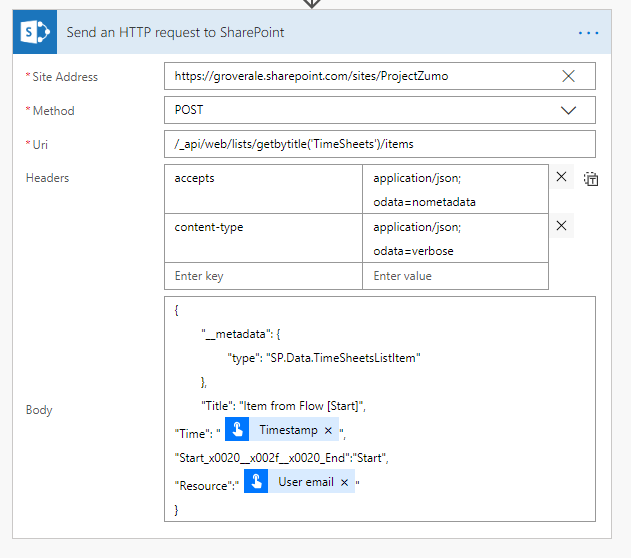 Send an HTTP request to SharePoint
* Site Address
https://groverale.sharepoint.com/sites/ProjectZumo
* Method
POST
* Uri
/_api/web/lists/getbytitle('TimeSheets')/items
Headers
accepts
application/json;
odata=nometadata
content-type
application/json;
odata=verbose
Enter key
Enter value
Body
{
"__metadata": {
"type": "SP.Data.TimeSheetsListItem"
},
"Title": "Item from Flow [Start]",
"Time": " Timestamp × ",
"Start_x0020__x002f__x0020_End":"Start",
"Resource":" User email × "
}